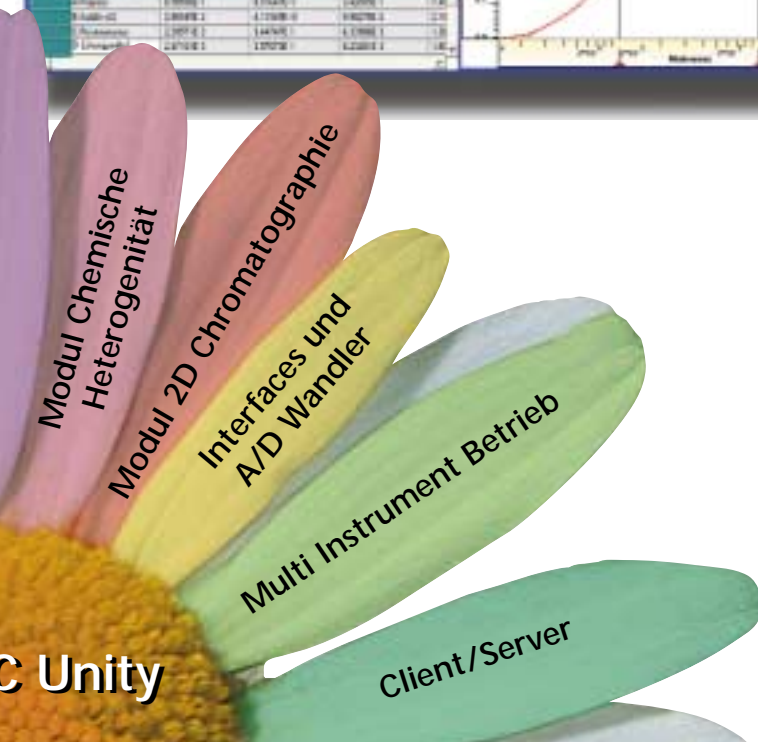 Modul Chemische
Heterogenität
Modul 2D Chromatographie
Interfaces und
A/D Wandler
Multi Instrument Betrieb
Client/Server
C Unity